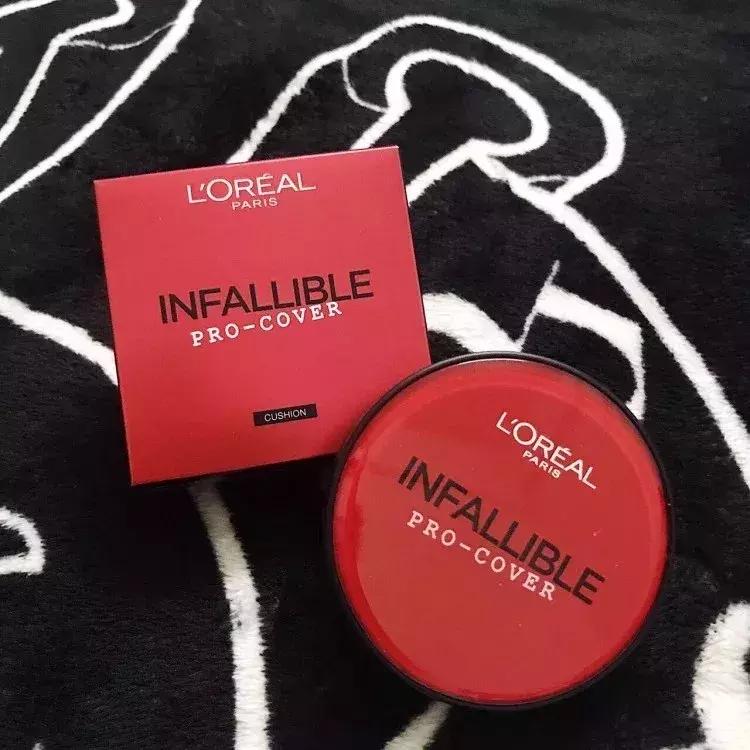 L'ORÉAL
PARIS
INFALLIBLE
PRO-COVER
CUSHION
L'ORÉAL
PARIS
INFALLIBLE
PRO-COVER